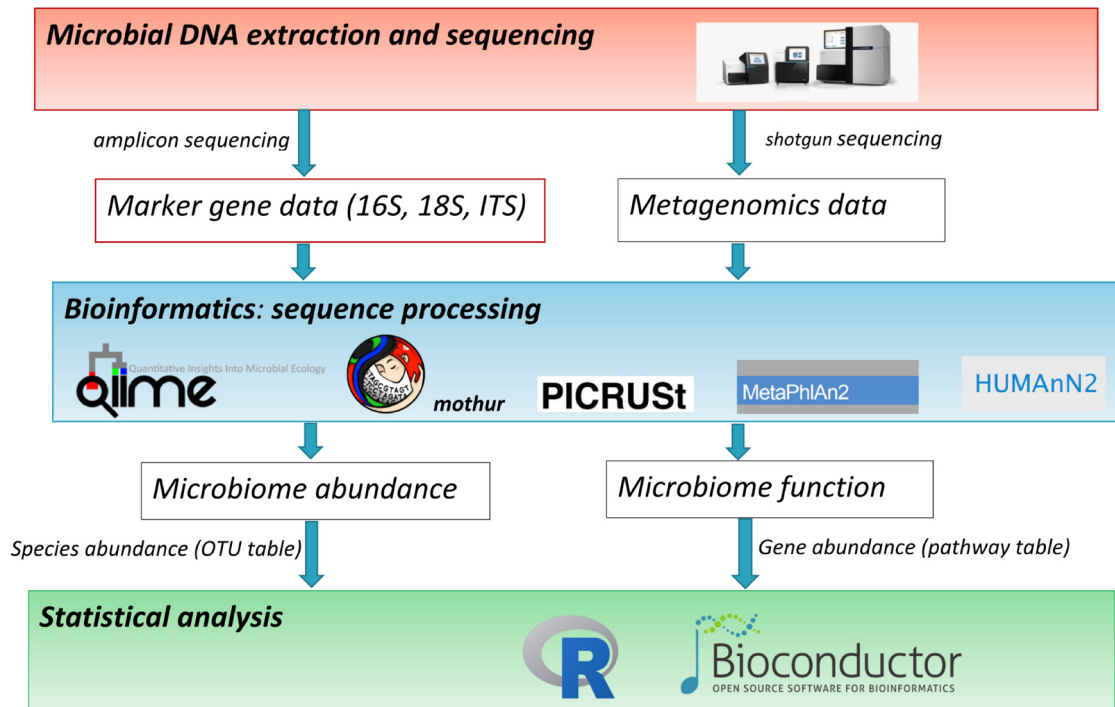 Microbial DNA extraction and sequencing
amplicon sequencing
shotgun sequencing
Marker gene data (16S, 18S, ITS)
Metagenomics data
Bioinformatics: sequence processing
Quantitative Insights Into Microbial Ecology
QIime
TAGCGTAGT
CCTAGATA
mothur
PICRUSt
MetaPhlAn2
HUMAnN2
Microbiome abundance
Microbiome function
Species abundance (OTU table)
Gene abundance (pathway table)
Statistical analysis
R
Bioconductor
OPEN SOURCE SOFTWARE FOR BIOINFORMATICS